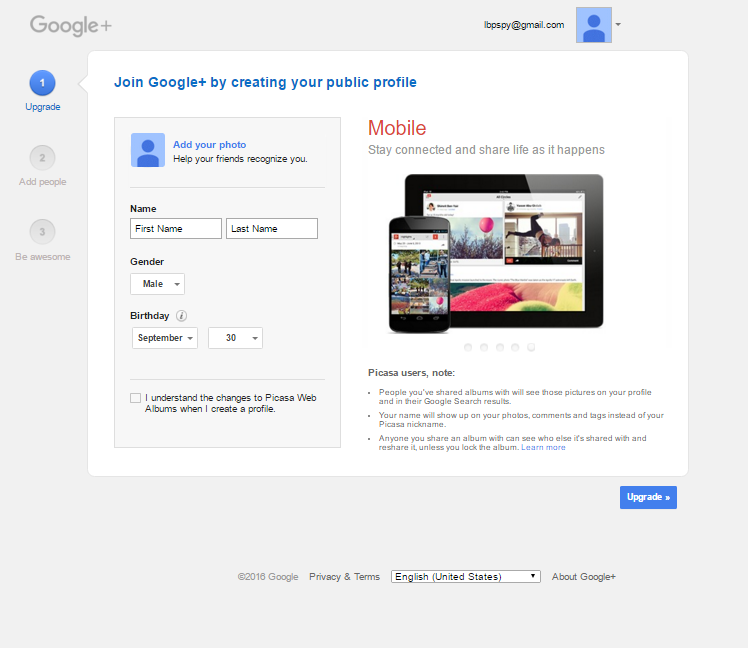 Google+
lbpspy@gmail.com
1
Upgrade
2
Add people
3
Be awesome
Join Google+ by creating your public profile
Add your photo
Help your friends recognize you.
Name
First Name
Last Name
Gender
Male
Birthday
September
30
I understand the changes to Picasa Web
Albums when I create a profile.
Mobile
Stay connected and share life as it happens
Picasa users, note:
People you've shared albums with will see those pictures on your profile
and in their Google Search results.
Your name will show up on your photos, comments and tags instead of your
Picasa nickname.
Anyone you share an album with can see who else it's shared with and
reshare it, unless you lock the album. Learn more
Upgrade »
©2016 Google
Privacy & Terms
English (United States)
About Google+